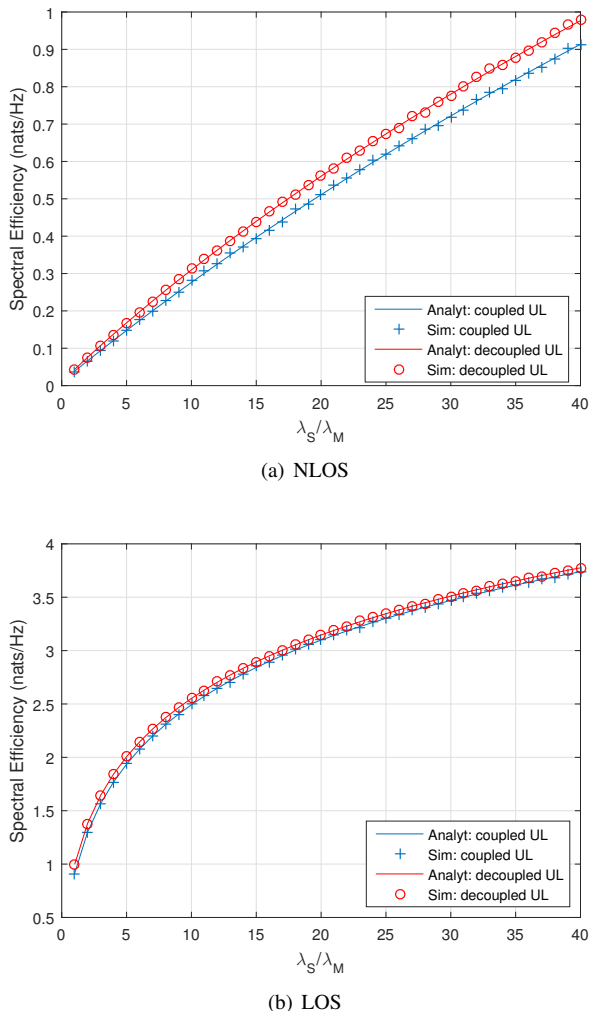 1
0.9
0.8
0.7
0.6
0.5
0.4
0.3
0.2
0.1
0
Spectral Efficiency (nats/Hz)
Analyt: coupled UL
Sim: coupled UL
Analyt: decoupled UL
Sim: decoupled UL
0 5 10 15 20 25 30 35 40
λS/λM
(a) NLOS
4
3.5
3
2.5
2
1.5
1
0.5
Spectral Efficiency (nats/Hz)
Analyt: coupled UL
Sim: coupled UL
Analyt: decoupled UL
Sim: decoupled UL
0 5 10 15 20 25 30 35 40
λS/λM
(b) LOS